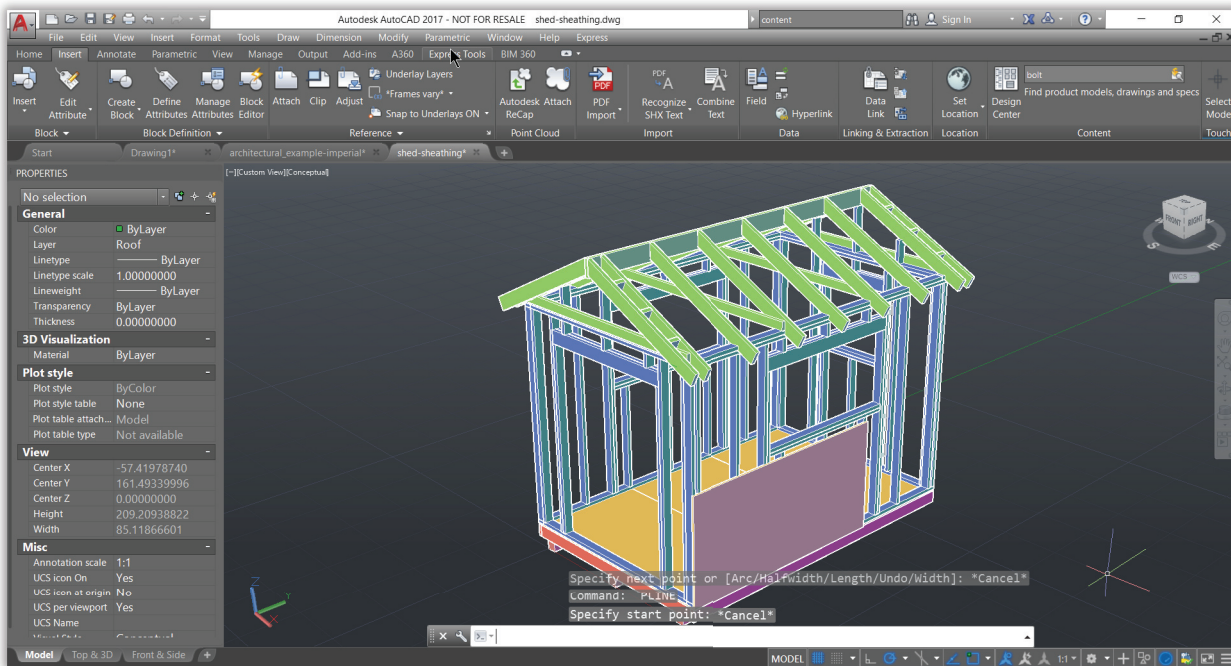 Autodesk AutoCAD 2017 - NOT FOR RESALE shed-sheathing.dwg content Sign In
File Edit View Insert Format Tools Draw Dimension Modify Parametric Window Help Express
Home Insert Annotate Parametric View Manage Output Add-ins A360 Express Tools BIM 360
Insert Edit Attribute Create Block Define Attributes Manage Attributes Block Editor Attach Clip Adjust
Underlay Layers
*Frames vary*
Snap to Underlays ON
Autodesk ReCap Attach PDF Import Recognize SHX Text Combine Text Field Hyperlink Data Link Set Location Design Center
bolt
Find product models, drawings and specs
Select Mode
Block Block Definition Reference Point Cloud Import Data Linking & Extraction Location Content Touch
Start Drawing1* architectural_example-imperial* shed-sheathing*
PROPERTIES
[−][Custom View][Conceptual]
No selection
General
Color ByLayer
Layer Roof
Linetype ByLayer
Linetype scale 1.00000000
Lineweight ByLayer
Transparency ByLayer
Thickness 0.00000000
3D Visualization
Material ByLayer
Plot style
Plot style ByColor
Plot style table None
Plot table attach... Model
Plot table type Not available
View
Center X -57.41978740
Center Y 161.49339996
Center Z 0.00000000
Height 209.20938822
Width 85.11866601
Misc
Annotation scale 1:1
UCS icon On Yes
UCS icon at origin No
UCS per viewport Yes
UCS Name
Visual Style Conceptual
FRONT RIGHT
S E
WCS
Z
Y
X
Specify next point or [Arc/Halfwidth/Length/Undo/Width]: *Cancel*
Command: PLINE
Specify start point: *Cancel*
Model Top & 3D Front & Side +
MODEL 1:1